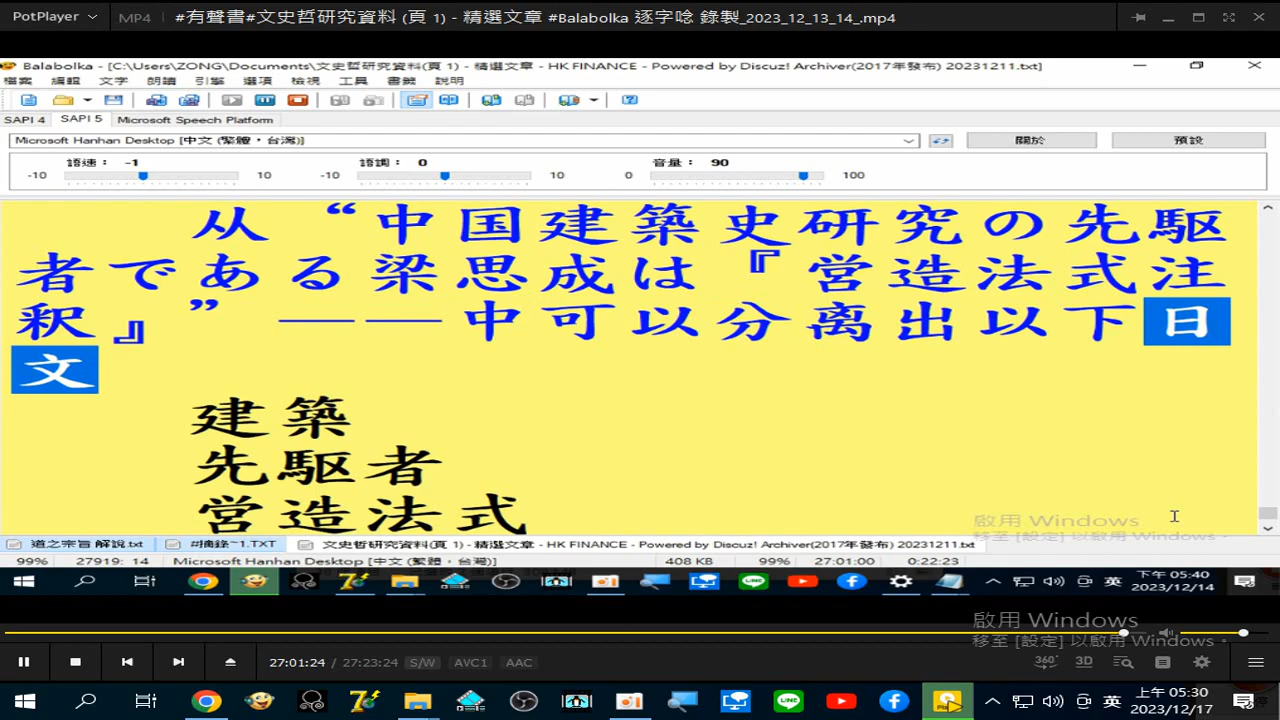 PotPlayer MP4 #有聲書#文史哲研究資料 (頁 1) - 精選文章 #Balabolka 逐字唸 錄製_2023_12_13_14_.mp4
Balabolka - [C:\Users\ZONG\Documents\文史哲研究資料(頁 1) - 精選文章 - HK FINANCE - Powered by Discuz! Archiver(2017年發布) 20231211.txt]
檔案 編輯 文字 朗讀 引擎 選項 檢視 工具 書籤 說明
SAPI 4 SAPI 5 Microsoft Speech Platform
Microsoft Hanhan Desktop [中文 (繁體，台灣)] 關於 預設
語速： -1 語調： 0 音量： 90
-10 10 -10 10 0 100
从“中国建築史研究の先駆
者である梁思成は『営造法式注
釈』”——中可以分离出以下日
文
建築
先駆者
営造法式
啟用 Windows
移至 [設定] 以啟用 Windows。
道之宗旨 解說.txt #摘錄~1.TXT 文史哲研究資料(頁 1) - 精選文章 - HK FINANCE - Powered by Discuz! Archiver(2017年發布) 20231211.txt
99% 27919: 14 Microsoft Hanhan Desktop [中文 (繁體，台灣)] 408 KB 99% 27:01:00 0:22:23
英 下午 05:40
2023/12/14
啟用 Windows
移至 [設定] 以啟用 Windows。
27:01:24 / 27:23:24 S/W AVC1 AAC 360° 3D
英 上午 05:30
2023/12/17